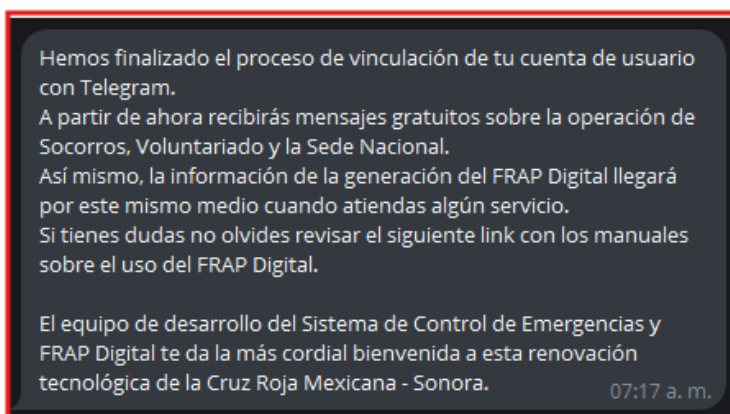 Hemos finalizado el proceso de vinculación de tu cuenta de usuario
con Telegram.
A partir de ahora recibirás mensajes gratuitos sobre la operación de
Socorros, Voluntariado y la Sede Nacional.
Así mismo, la información de la generación del FRAP Digital llegará
por este mismo medio cuando atiendas algún servicio.
Si tienes dudas no olvides revisar el siguiente link con los manuales
sobre el uso del FRAP Digital.

El equipo de desarrollo del Sistema de Control de Emergencias y
FRAP Digital te da la más cordial bienvenida a esta renovación
tecnológica de la Cruz Roja Mexicana - Sonora.
07:17 a. m.